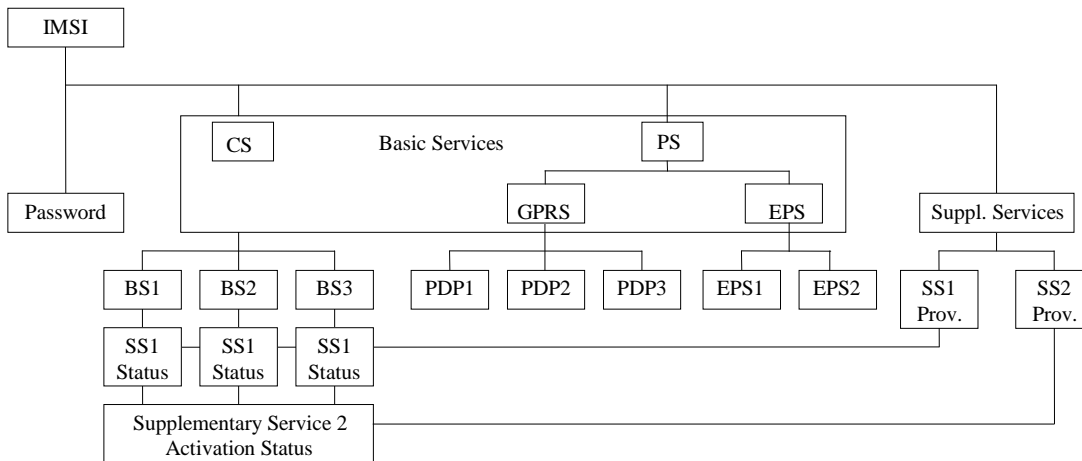 IMSI
CS
Basic Services
PS
Password
GPRS
EPS
Suppl. Services
BS1
BS2
BS3
PDP1
PDP2
PDP3
EPS1
EPS2
SS1
Prov.
SS2
Prov.
SS1
Status
SS1
Status
SS1
Status
Supplementary Service 2
Activation Status